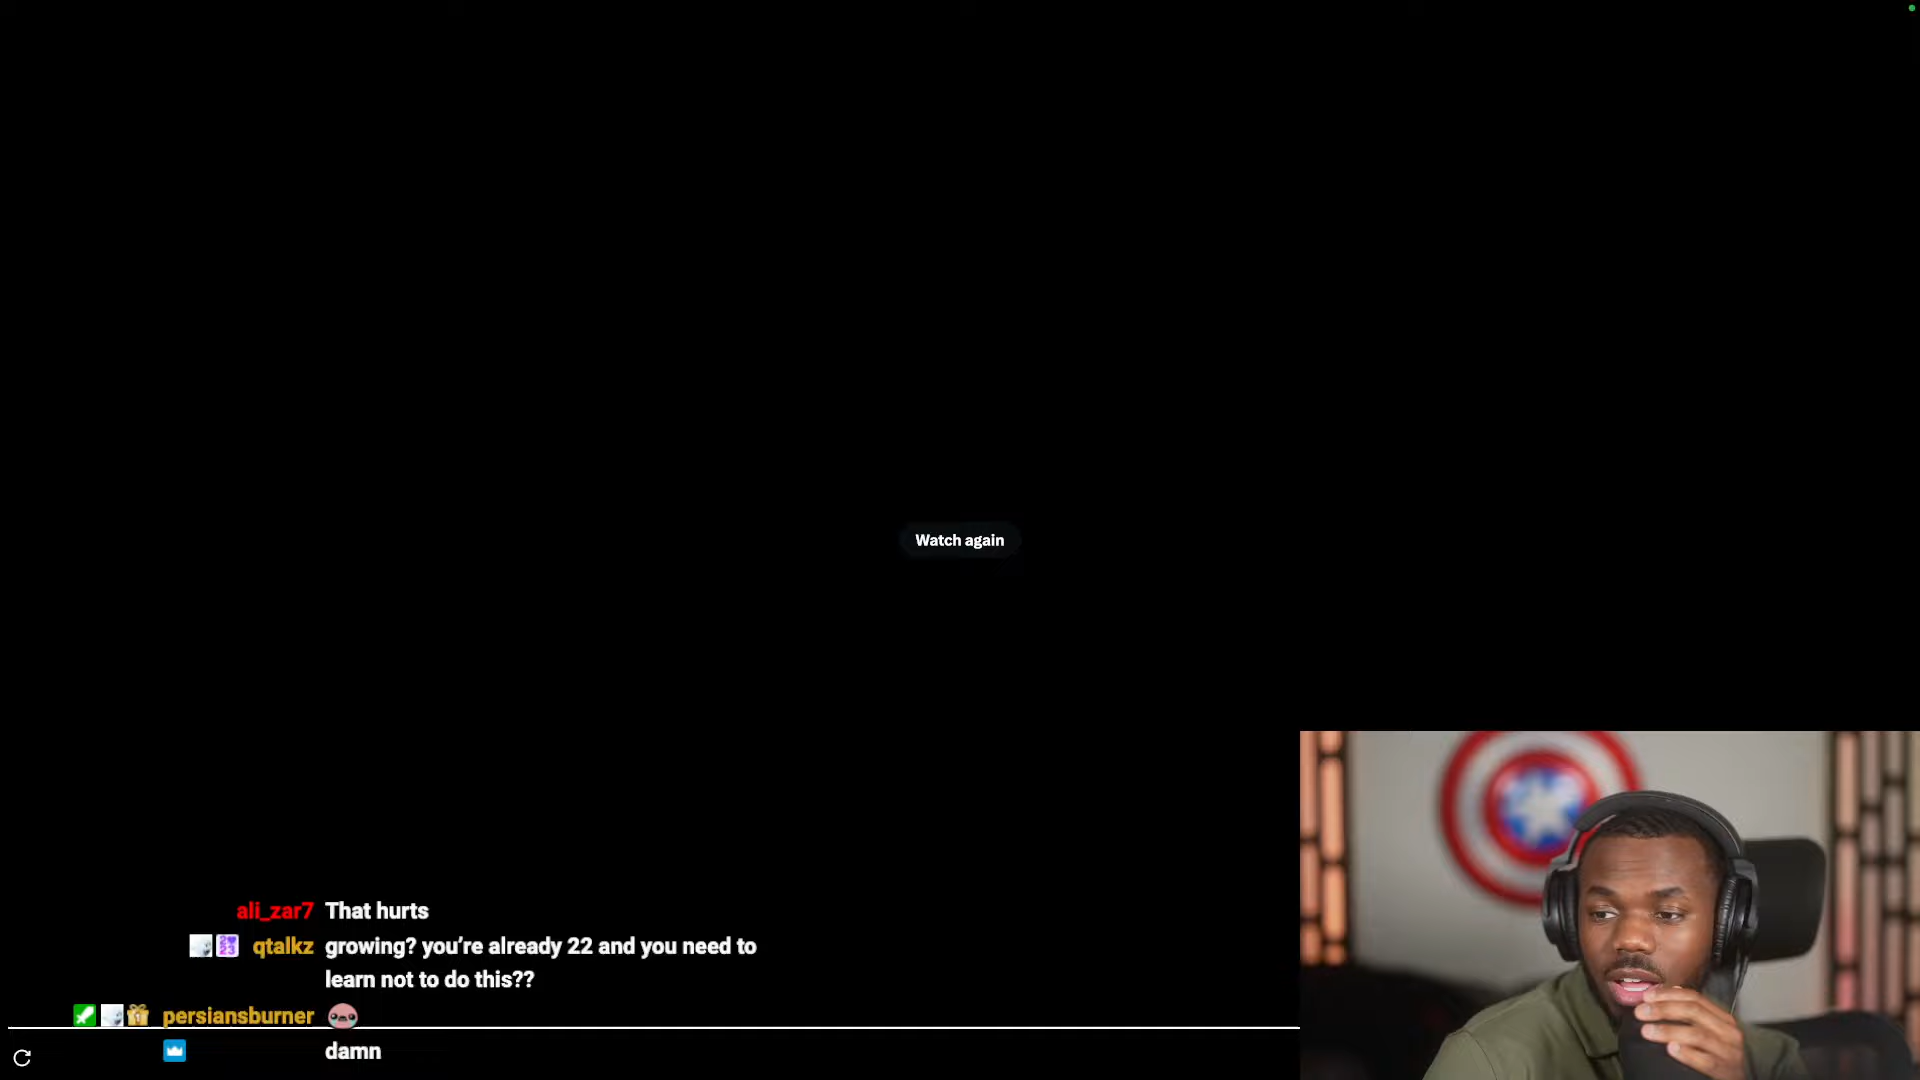 Watch again
ali_zar7 That hurts
qtalkz growing? you’re already 22 and you need to
learn not to do this??
persiansburner
damn